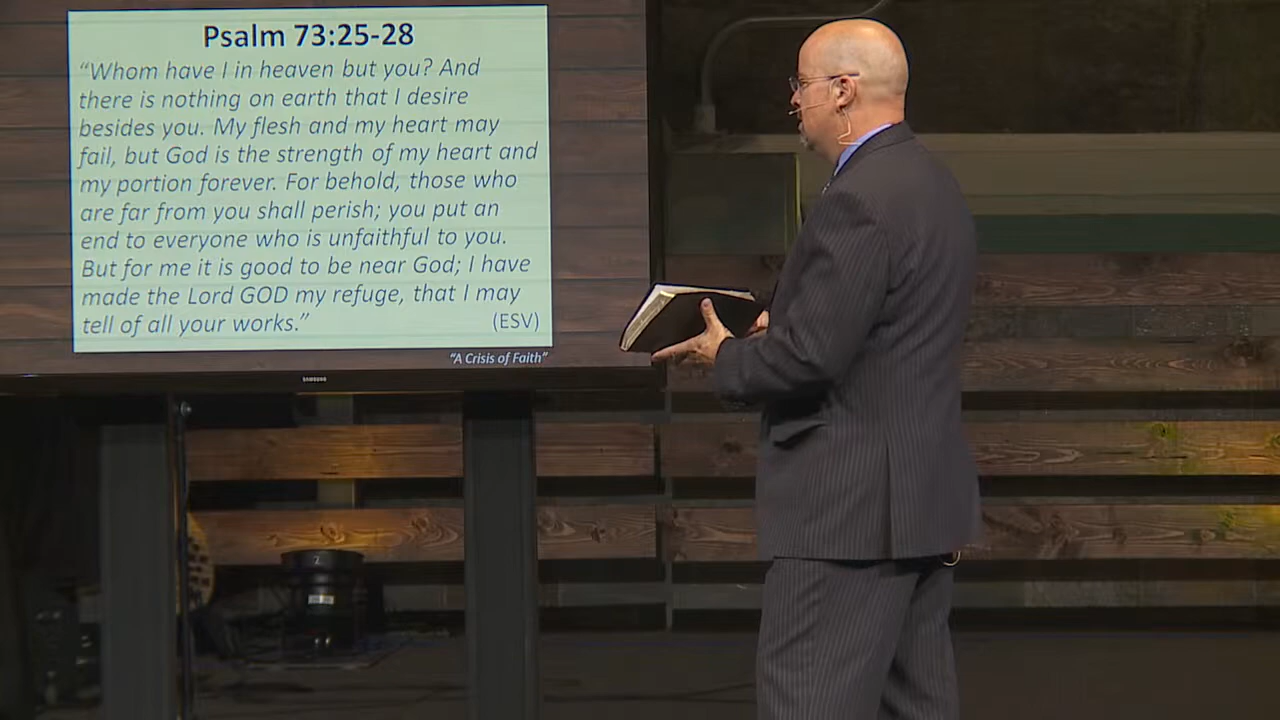 Psalm 73:25-28
“Whom have I in heaven but you? And
there is nothing on earth that I desire
besides you. My flesh and my heart may
fail, but God is the strength of my heart and
my portion forever. For behold, those who
are far from you shall perish; you put an
end to everyone who is unfaithful to you.
But for me it is good to be near God; I have
made the Lord GOD my refuge, that I may
tell of all your works.” (ESV)
“A Crisis of Faith”
SAMSUNG
2